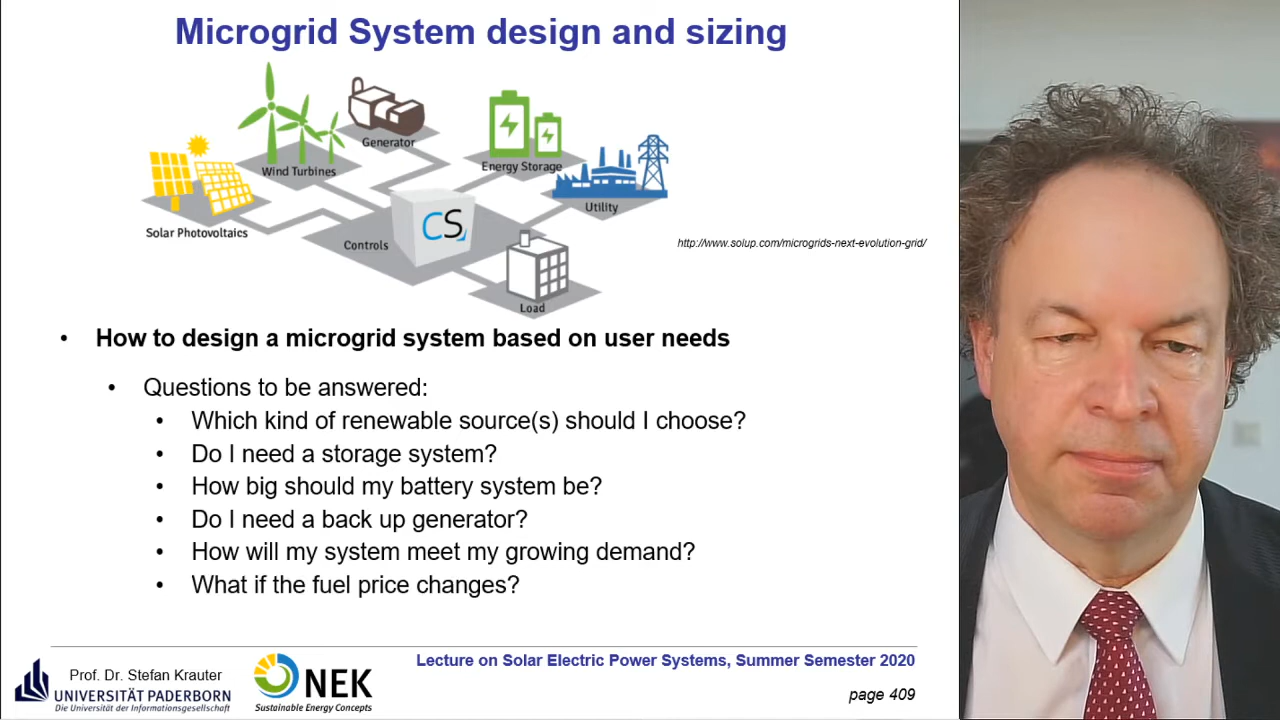 Microgrid System design and sizing
Generator
Wind Turbines
Energy Storage
Solar Photovoltaics
Utility
Controls
CS
Load
http://www.solup.com/microgrids-next-evolution-grid/
• How to design a microgrid system based on user needs
• Questions to be answered:
• Which kind of renewable source(s) should I choose?
• Do I need a storage system?
• How big should my battery system be?
• Do I need a back up generator?
• How will my system meet my growing demand?
• What if the fuel price changes?
Prof. Dr. Stefan Krauter
UNIVERSITÄT PADERBORN
Die Universität der Informationsgesellschaft
NEK
Sustainable Energy Concepts
Lecture on Solar Electric Power Systems, Summer Semester 2020
page 409